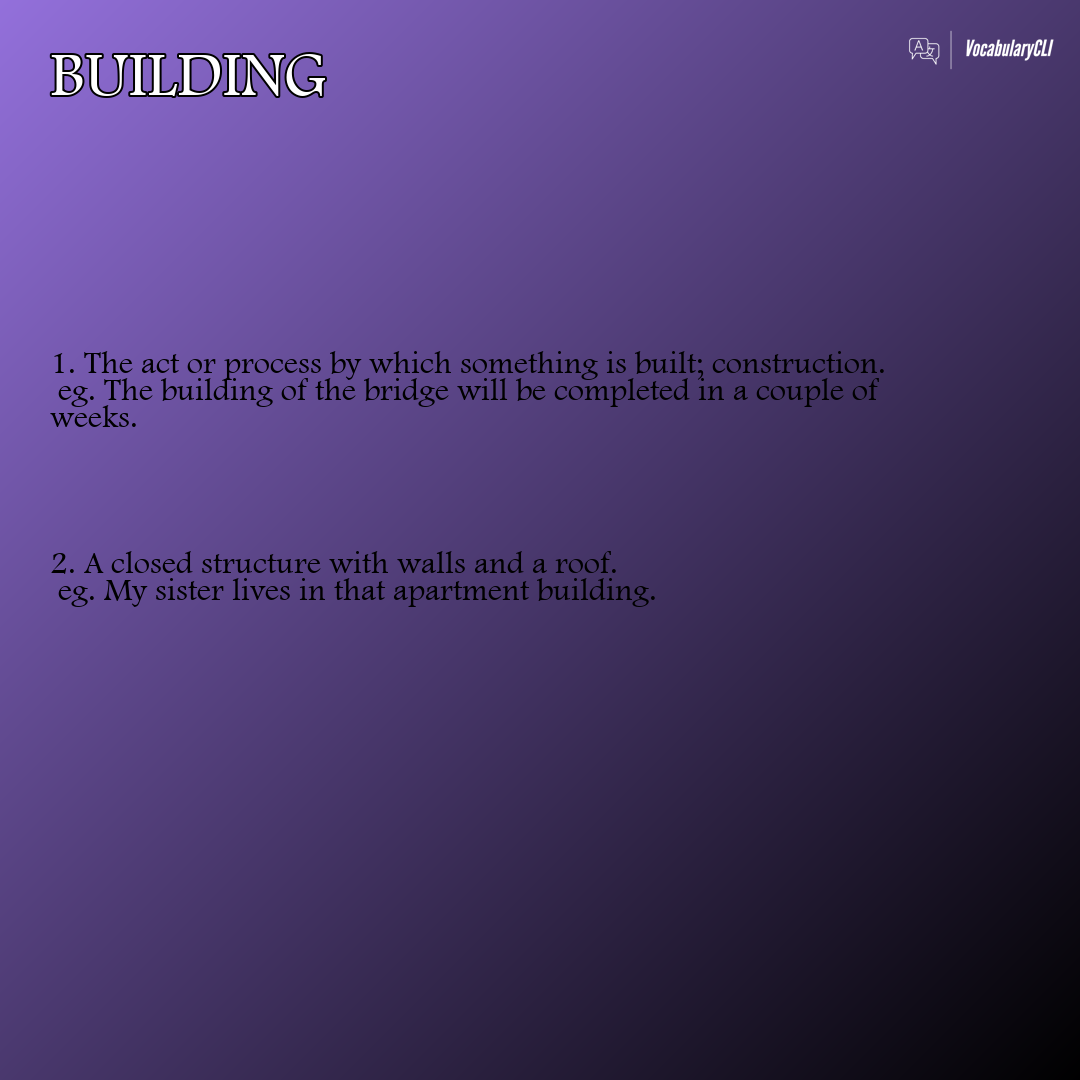 BUILDING
VocabularyCLI
1. The act or process by which something is built; construction.
eg. The building of the bridge will be completed in a couple of
weeks.
2. A closed structure with walls and a roof.
eg. My sister lives in that apartment building.